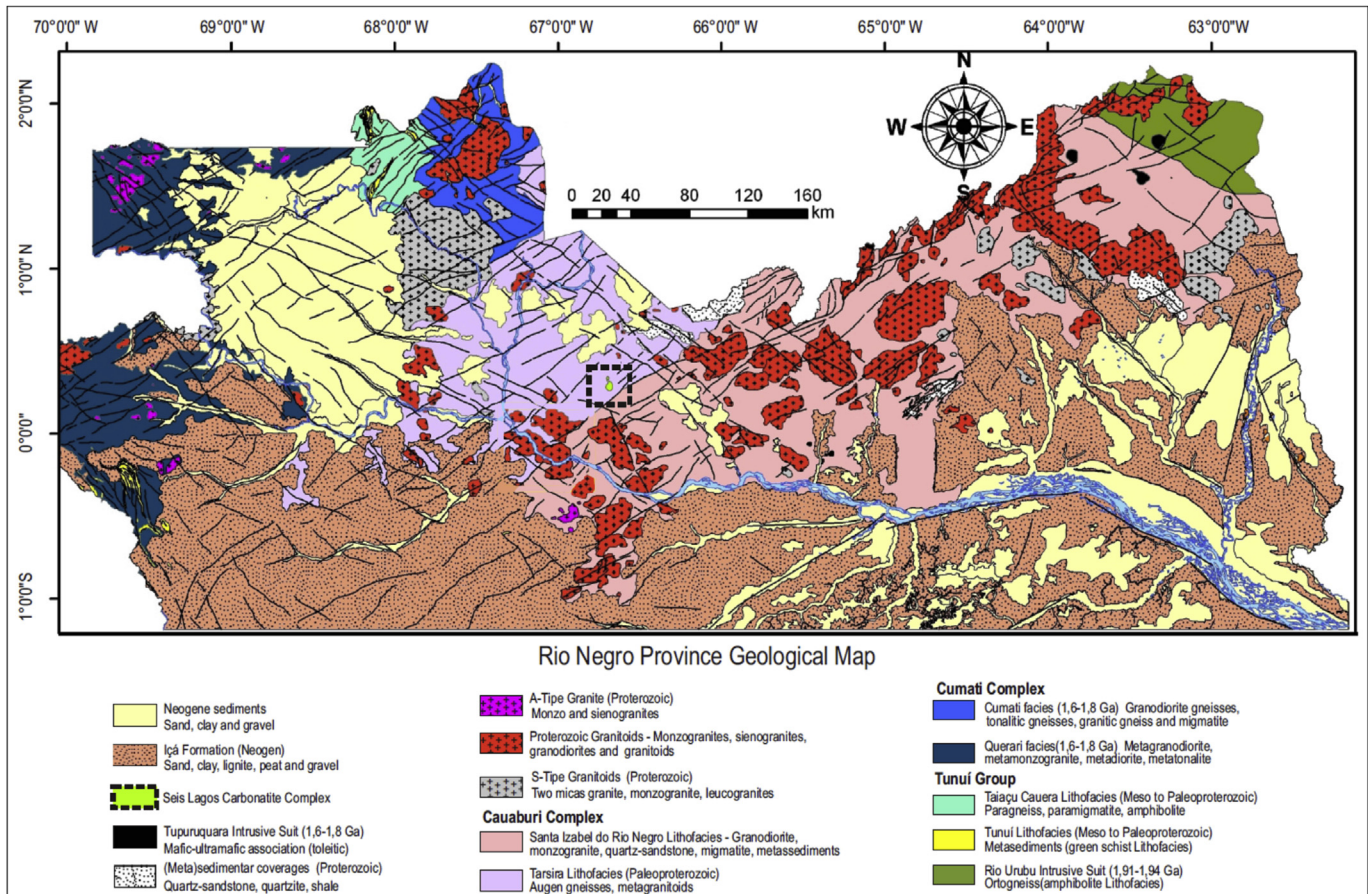 70°00'0"W 69°00'0"W 68°00'0"W 67°00'0"W 66°00'0"W 65°00'0"W 64°00'0"W 63°00'0"W
2°0'0"N
1°0'0"N
0°0'0"
1°0'0"S
N
W E
S
0 20 40 80 120 160
km
Rio Negro Province Geological Map
Neogene sediments
Sand, clay and gravel
Içá Formation (Neogen)
Sand, clay, lignite, peat and gravel
Seis Lagos Carbonatite Complex
Tupuruquara Intrusive Suit (1,6-1,8 Ga)
Mafic-ultramafic association (toleitic)
(Meta)sedimentar coverages (Proterozoic)
Quartz-sandstone, quartzite, shale
A-Tipe Granite (Proterozoic)
Monzo and sienogranites
Proterozoic Granitoids - Monzogranites, sienogranites,
granodiorites and granitoids
S-Tipe Granitoids (Proterozoic)
Two micas granite, monzogranite, leucogranites
Cauaburi Complex
Santa Izabel do Rio Negro Lithofacies - Granodiorite,
monzogranite, quartz-sandstone, migmatite, metassediments
Tarsira Lithofacies (Paleoproterozoic)
Augen gneisses, metagranitoids
Cumati Complex
Cumati facies (1,6-1,8 Ga) Granodiorite gneisses,
tonalitic gneisses, granitic gneiss and migmatite
Querari facies(1,6-1,8 Ga) Metagranodiorite,
metamonzogranite, metadiorite, metatonalite
Tunuí Group
Taiaçu Cauera Lithofacies (Meso to Paleoproterozoic)
Paragneiss, paramigmatite, amphibolite
Tunuí Lithofacies (Meso to Paleoproterozoic)
Metasediments (green schist Lithofacies)
Rio Urubu Intrusive Suit (1,91-1,94 Ga)
Ortogneiss(amphibolite Lithofacies)